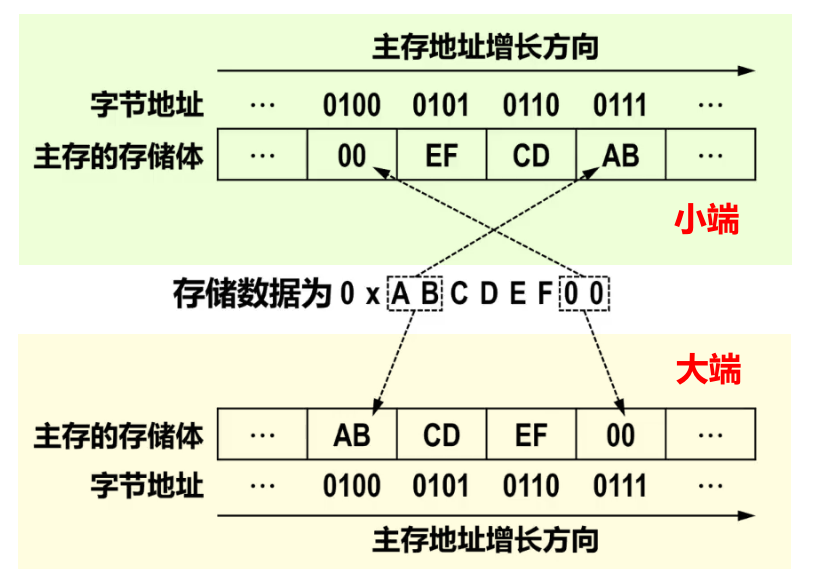 主存地址增长方向
字节地址 … 0100 0101 0110 0111 …
主存的存储体 … 00 EF CD AB …
小端
存储数据为 0 x A B C D E F 0 0
大端
主存的存储体 … AB CD EF 00 …
字节地址 … 0100 0101 0110 0111 …
主存地址增长方向